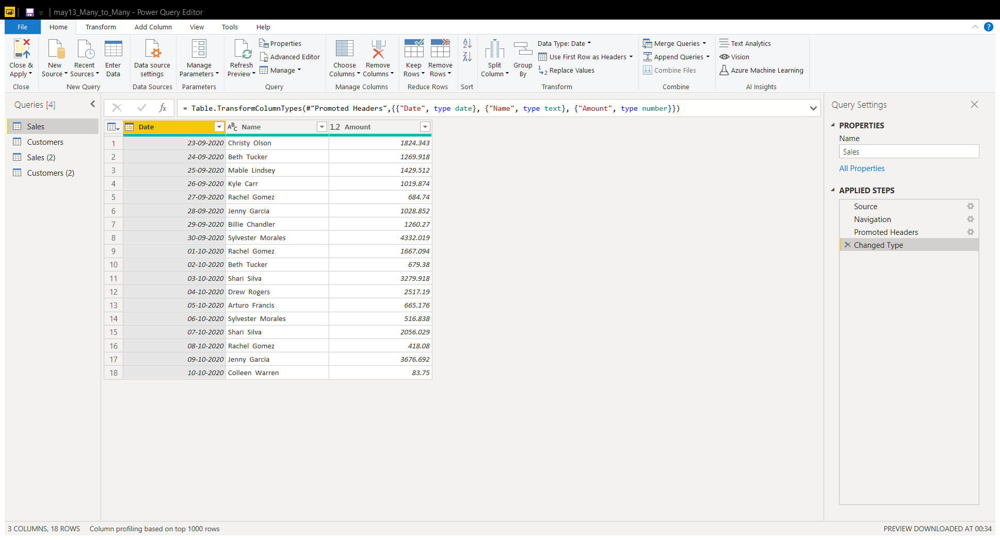 may13_Many_to_Many - Power Query Editor
File Home Transform Add Column View Tools Help
Close & Apply
New Source
Recent Sources
Enter Data
Data source settings
Manage Parameters
Refresh Preview
Properties
Advanced Editor
Manage
Choose Columns
Remove Columns
Keep Rows
Remove Rows
Split Column
Group By
Data Type: Date
Use First Row as Headers
Replace Values
Merge Queries
Append Queries
Combine Files
Text Analytics
Vision
Azure Machine Learning
Close New Query Data Sources Parameters Query Manage Columns Reduce Rows Sort Transform Combine AI Insights
Queries [4]
Sales
Customers
Sales (2)
Customers (2)
fx = Table.TransformColumnTypes(#"Promoted Headers",{{"Date", type date}, {"Name", type text}, {"Amount", type number}})
Date ABC Name 1.2 Amount
1 23-09-2020 Christy Olson 1824.343
2 24-09-2020 Beth Tucker 1269.918
3 25-09-2020 Mable Lindsey 1429.512
4 26-09-2020 Kyle Carr 1019.874
5 27-09-2020 Rachel Gomez 684.74
6 28-09-2020 Jenny Garcia 1028.852
7 29-09-2020 Billie Chandler 1260.27
8 30-09-2020 Sylvester Morales 4332.019
9 01-10-2020 Rachel Gomez 1667.094
10 02-10-2020 Beth Tucker 679.38
11 03-10-2020 Shari Silva 3279.918
12 04-10-2020 Drew Rogers 2517.19
13 05-10-2020 Arturo Francis 665.176
14 06-10-2020 Sylvester Morales 516.838
15 07-10-2020 Shari Silva 2056.029
16 08-10-2020 Rachel Gomez 418.08
17 09-10-2020 Jenny Garcia 3676.692
18 10-10-2020 Colleen Warren 83.75
Query Settings
PROPERTIES
Name
Sales
All Properties
APPLIED STEPS
Source
Navigation
Promoted Headers
Changed Type
3 COLUMNS, 18 ROWS Column profiling based on top 1000 rows
PREVIEW DOWNLOADED AT 00:34